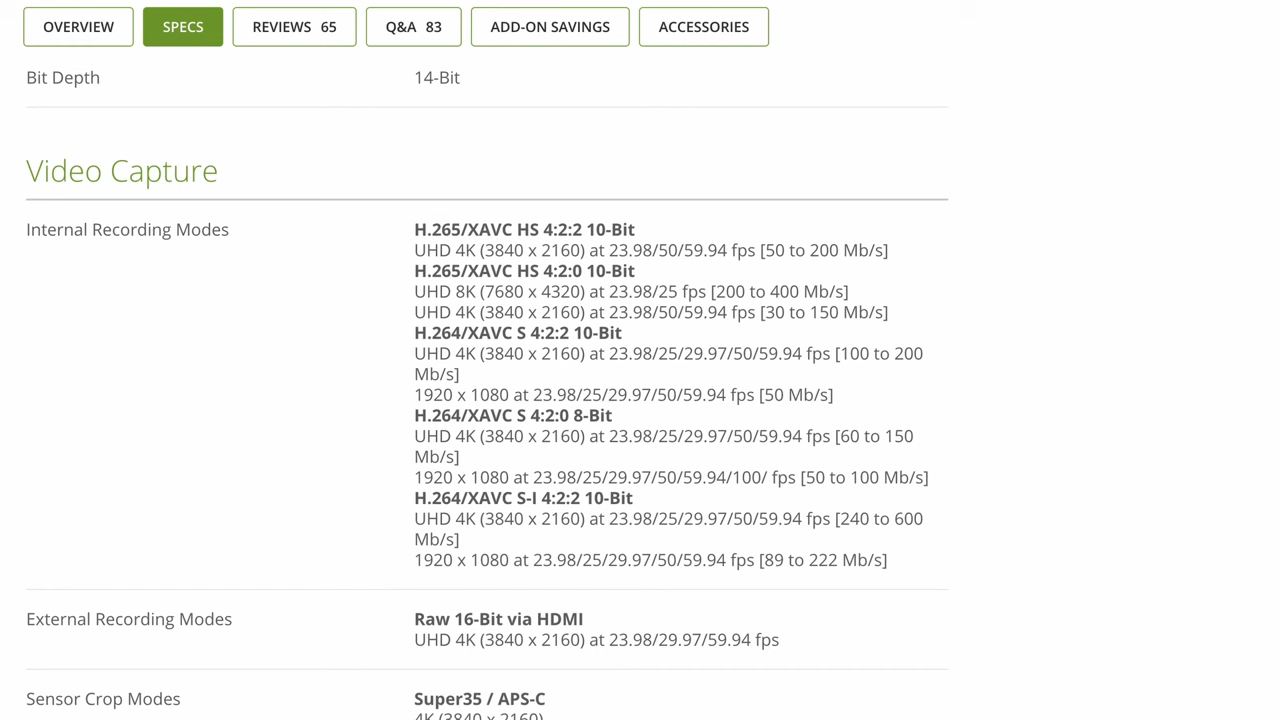 OVERVIEW SPECS REVIEWS 65 Q&A 83 ADD-ON SAVINGS ACCESSORIES
Bit Depth 14-Bit
Video Capture
Internal Recording Modes H.265/XAVC HS 4:2:2 10-Bit
UHD 4K (3840 x 2160) at 23.98/50/59.94 fps [50 to 200 Mb/s]
H.265/XAVC HS 4:2:0 10-Bit
UHD 8K (7680 x 4320) at 23.98/25 fps [200 to 400 Mb/s]
UHD 4K (3840 x 2160) at 23.98/50/59.94 fps [30 to 150 Mb/s]
H.264/XAVC S 4:2:2 10-Bit
UHD 4K (3840 x 2160) at 23.98/25/29.97/50/59.94 fps [100 to 200
Mb/s]
1920 x 1080 at 23.98/25/29.97/50/59.94 fps [50 Mb/s]
H.264/XAVC S 4:2:0 8-Bit
UHD 4K (3840 x 2160) at 23.98/25/29.97/50/59.94 fps [60 to 150
Mb/s]
1920 x 1080 at 23.98/25/29.97/50/59.94/100/ fps [50 to 100 Mb/s]
H.264/XAVC S-I 4:2:2 10-Bit
UHD 4K (3840 x 2160) at 23.98/25/29.97/50/59.94 fps [240 to 600
Mb/s]
1920 x 1080 at 23.98/25/29.97/50/59.94 fps [89 to 222 Mb/s]
External Recording Modes Raw 16-Bit via HDMI
UHD 4K (3840 x 2160) at 23.98/29.97/59.94 fps
Sensor Crop Modes Super35 / APS-C
4K (3840 x 2160)